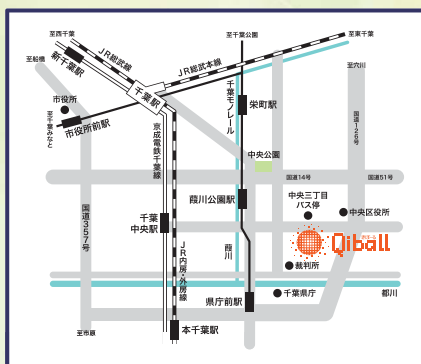 至西千葉
JR総武線
至千葉公園
至東千葉
新千葉駅
JR総武本線
至船橋
至穴川
千葉駅
千葉モノレール
市役所
栄町駅
市役所前駅
至千葉みなと
京成電鉄千葉線
国道126号
中央公園
国道14号
国道51号
国道357号
葭川公園駅
中央三丁目
バス停
中央区役所
千葉
中央駅
Qiball
葭川
裁判所
JR内房・外房線
千葉県庁
都川
県庁前駅
至市原
本千葉駅